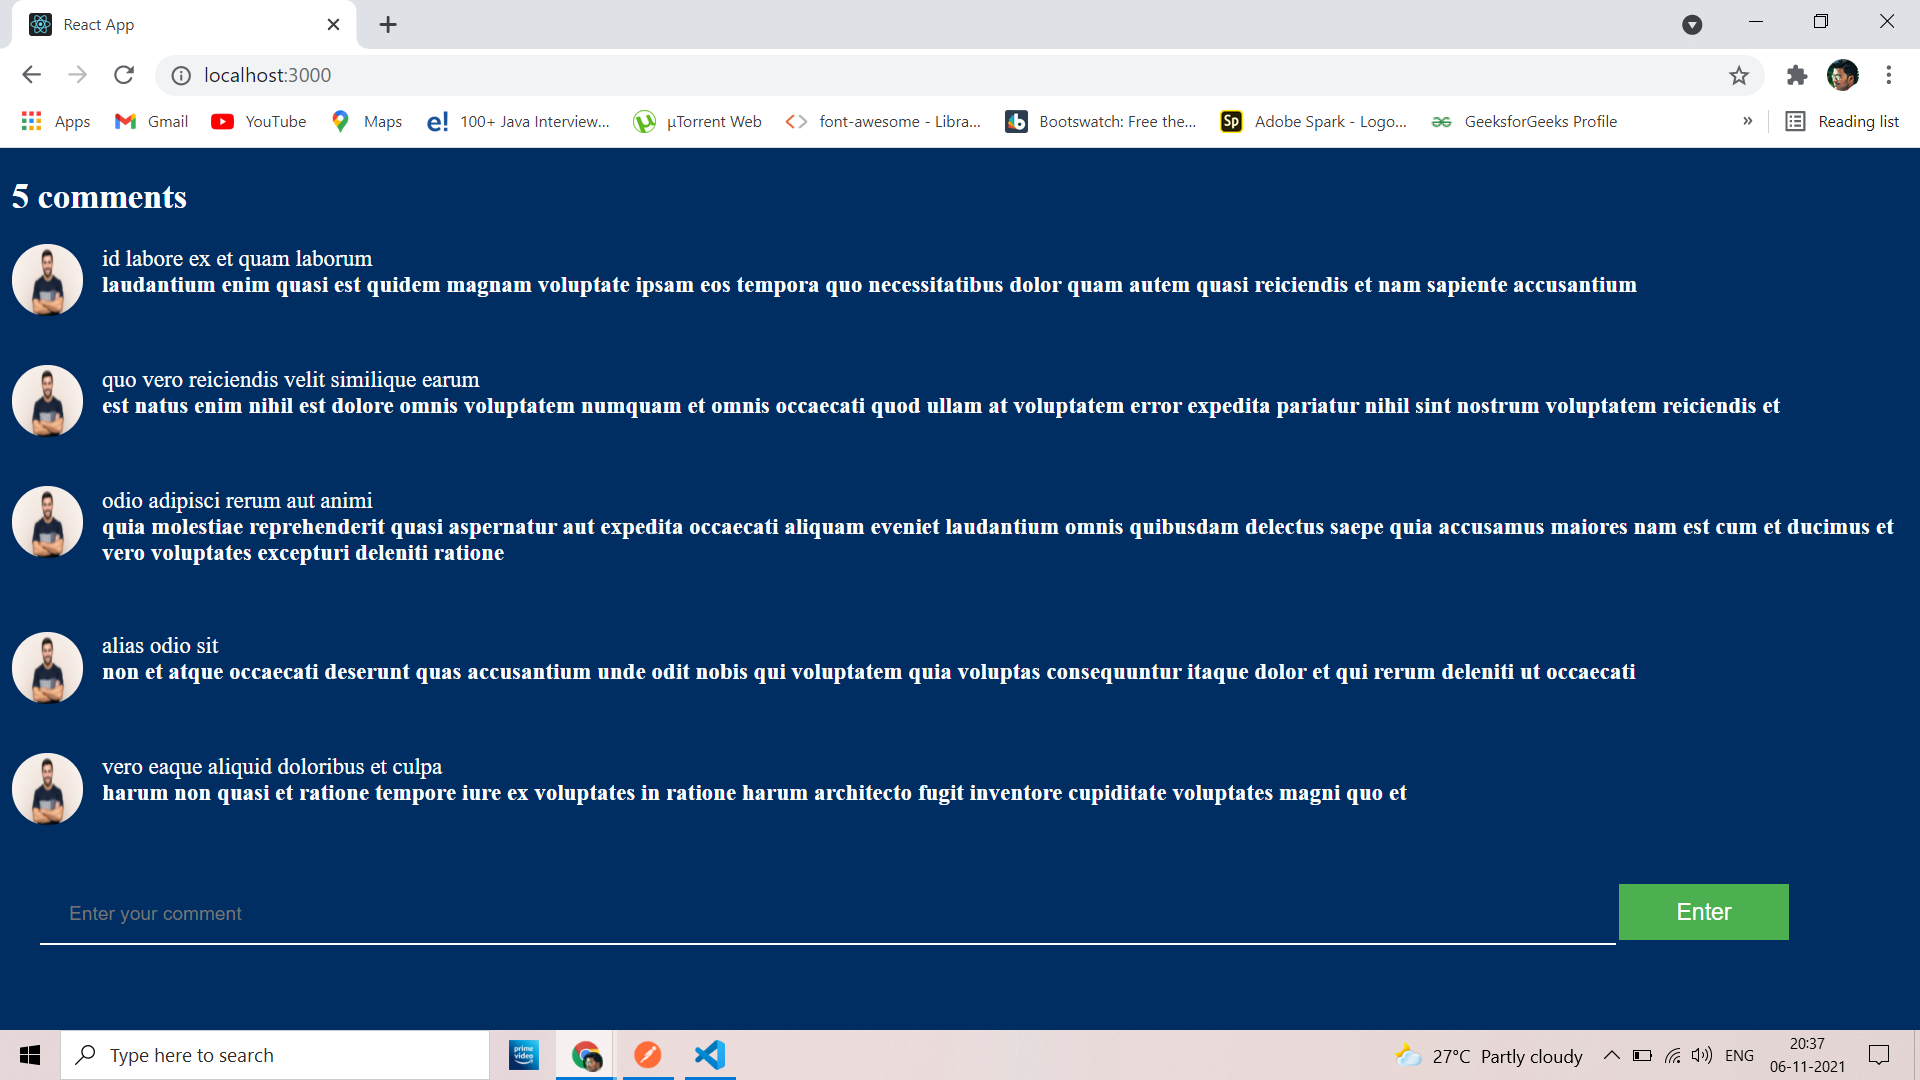 React App
localhost:3000
Apps Gmail YouTube Maps e! 100+ Java Interview... µTorrent Web font-awesome - Libra... Bootswatch: Free the... Sp Adobe Spark - Logo... GeeksforGeeks Profile » Reading list
5 comments
id labore ex et quam laborum
laudantium enim quasi est quidem magnam voluptate ipsam eos tempora quo necessitatibus dolor quam autem quasi reiciendis et nam sapiente accusantium
quo vero reiciendis velit similique earum
est natus enim nihil est dolore omnis voluptatem numquam et omnis occaecati quod ullam at voluptatem error expedita pariatur nihil sint nostrum voluptatem reiciendis et
odio adipisci rerum aut animi
quia molestiae reprehenderit quasi aspernatur aut expedita occaecati aliquam eveniet laudantium omnis quibusdam delectus saepe quia accusamus maiores nam est cum et ducimus et
vero voluptates excepturi deleniti ratione
alias odio sit
non et atque occaecati deserunt quas accusantium unde odit nobis qui voluptatem quia voluptas consequuntur itaque dolor et qui rerum deleniti ut occaecati
vero eaque aliquid doloribus et culpa
harum non quasi et ratione tempore iure ex voluptates in ratione harum architecto fugit inventore cupiditate voluptates magni quo et
Enter your comment Enter
Type here to search prime video 27°C Partly cloudy ENG 20:37
06-11-2021